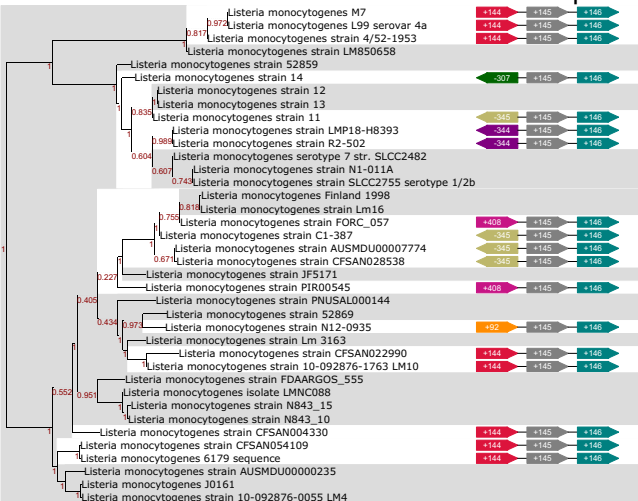 Listeria monocytogenes M7 +144 +145 +146
0.972 Listeria monocytogenes L99 serovar 4a +144 +145 +146
0.817 Listeria monocytogenes strain 4/52-1953 +144 +145 +146
1 Listeria monocytogenes strain LM850658
Listeria monocytogenes strain 52859
1 Listeria monocytogenes strain 14 -307 +145 +146
1 Listeria monocytogenes strain 12
1 Listeria monocytogenes strain 13
0.835 Listeria monocytogenes strain 11 -345 +145 +146
1 Listeria monocytogenes strain LMP18-H8393 -344 +145 +146
0.989 Listeria monocytogenes strain R2-502 -344 +145 +146
0.604 Listeria monocytogenes serotype 7 str. SLCC2482
0.607 Listeria monocytogenes strain N1-011A
0.743 Listeria monocytogenes strain SLCC2755 serotype 1/2b
Listeria monocytogenes Finland 1998
0.818 Listeria monocytogenes strain Lm16
0.755 Listeria monocytogenes strain FORC_057 +408 +145 +146
1 Listeria monocytogenes strain C1-387 -345 +145 +146
1 Listeria monocytogenes strain AUSMDU00007774 -345 +145 +146
0.671 Listeria monocytogenes strain CFSAN028538 -345 +145 +146
0.227 1 Listeria monocytogenes strain JF5171
Listeria monocytogenes strain PIR00545 +408 +145 +146
0.405 Listeria monocytogenes strain PNUSAL000144
Listeria monocytogenes strain 52869
0.434 0.973 Listeria monocytogenes strain N12-0935 +92 +145 +146
1 1 Listeria monocytogenes strain Lm 3163
Listeria monocytogenes strain CFSAN022990 +144 +145 +146
1 1 Listeria monocytogenes strain 10-092876-1763 LM10 +144 +145 +146
Listeria monocytogenes strain FDAARGOS_555
0.552 0.951 Listeria monocytogenes isolate LMNC088
1 Listeria monocytogenes strain N843_15
1 Listeria monocytogenes strain N843_10
1 Listeria monocytogenes strain CFSAN004330 +144 +145 +146
Listeria monocytogenes strain CFSAN054109 +144 +145 +146
1 1 Listeria monocytogenes strain 6179 sequence +144 +145 +146
Listeria monocytogenes strain AUSMDU00000235
1 Listeria monocytogenes J0161
1 Listeria monocytogenes strain 10-092876-0055 LM4